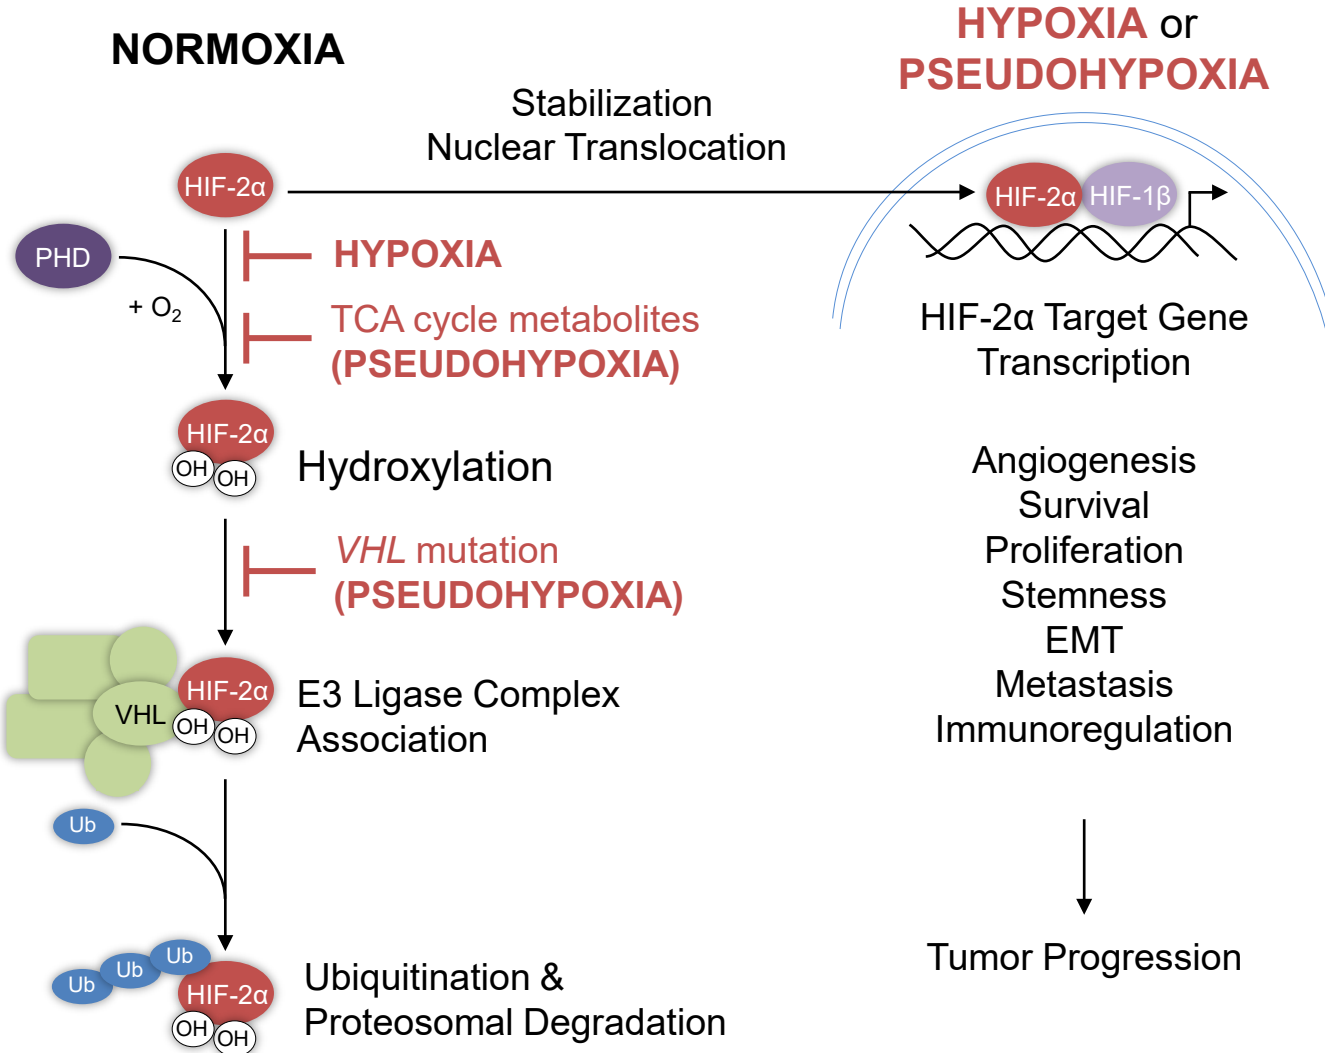 NORMOXIA
HYPOXIA or
PSEUDOHYPOXIA
Stabilization
Nuclear Translocation
HIF-2α
HIF-2α
HIF-1β
PHD
+ O₂
HYPOXIA
TCA cycle metabolites
(PSEUDOHYPOXIA)
HIF-2α Target Gene
Transcription
HIF-2α
OH
OH
Hydroxylation
Angiogenesis
Survival
Proliferation
Stemness
EMT
Metastasis
Immunoregulation
VHL mutation
(PSEUDOHYPOXIA)
VHL
HIF-2α
OH
OH
E3 Ligase Complex
Association
Ub
Ub
Ub
Ub
HIF-2α
OH
OH
Ubiquitination &
Proteosomal Degradation
Tumor Progression